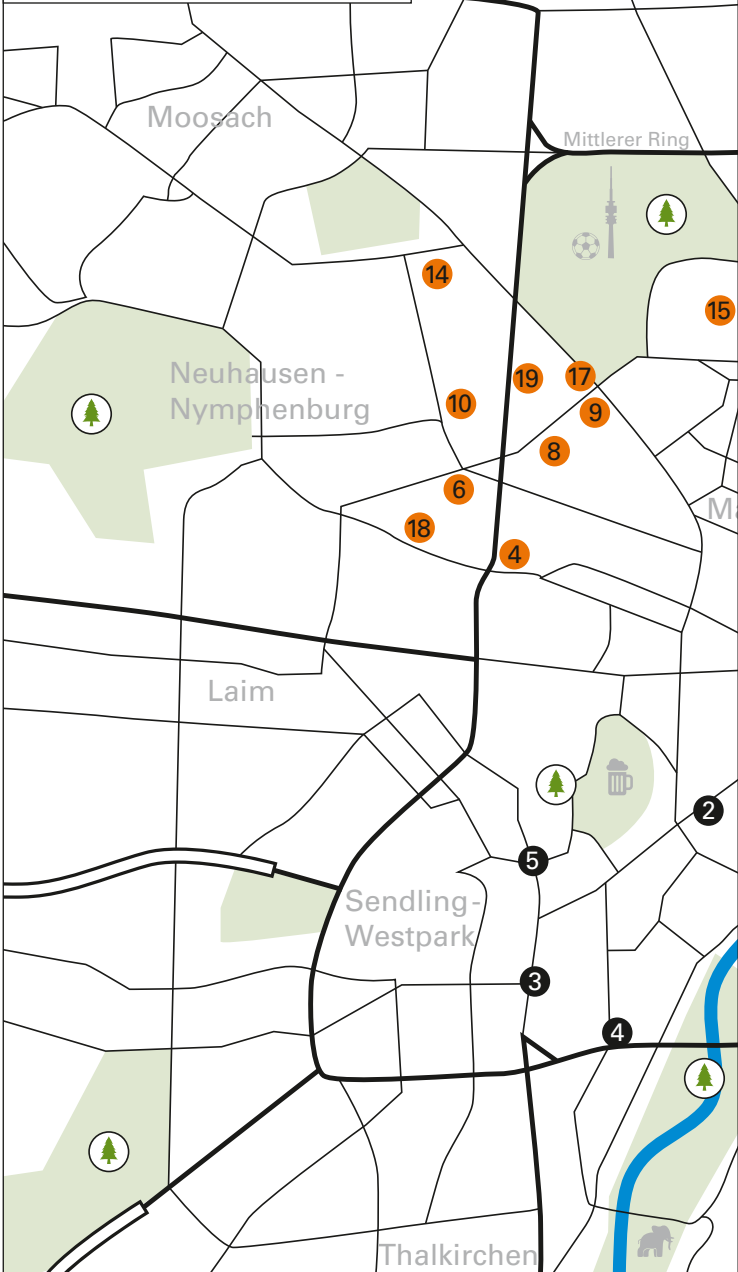 Moosach
Mittlerer Ring
14
15
Neuhausen -
Nymphenburg
19
17
10
9
8
6
18
4
Ma
Laim
2
5
Sendling-
Westpark
3
4
Thalkirchen